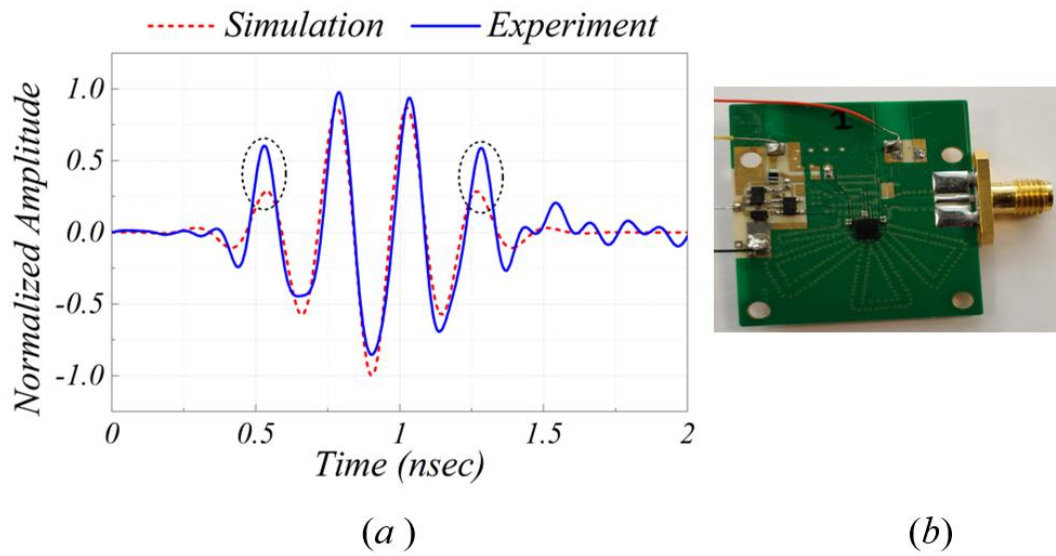 Simulation Experiment
Normalized Amplitude
1.0
0.5
0.0
-0.5
-1.0
0 0.5 1 1.5 2
Time (nsec)
1
(a ) (b)